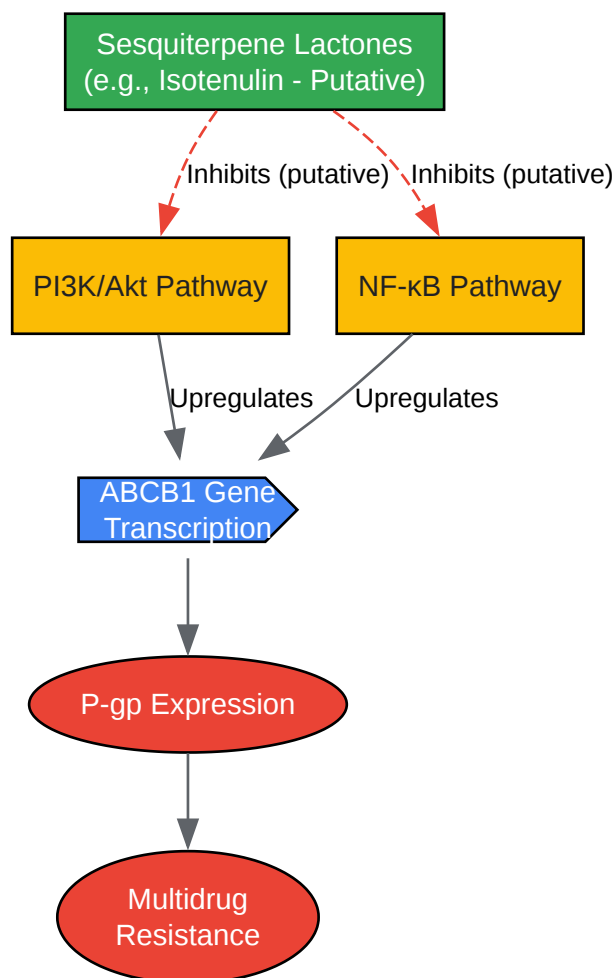 Sesquiterpene Lactones
(e.g., Isotenulin - Putative)
Inhibits (putative)
Inhibits (putative)
PI3K/Akt Pathway
NF-κB Pathway
Upregulates
Upregulates
ABCB1 Gene
Transcription
P-gp Expression
Multidrug
Resistance